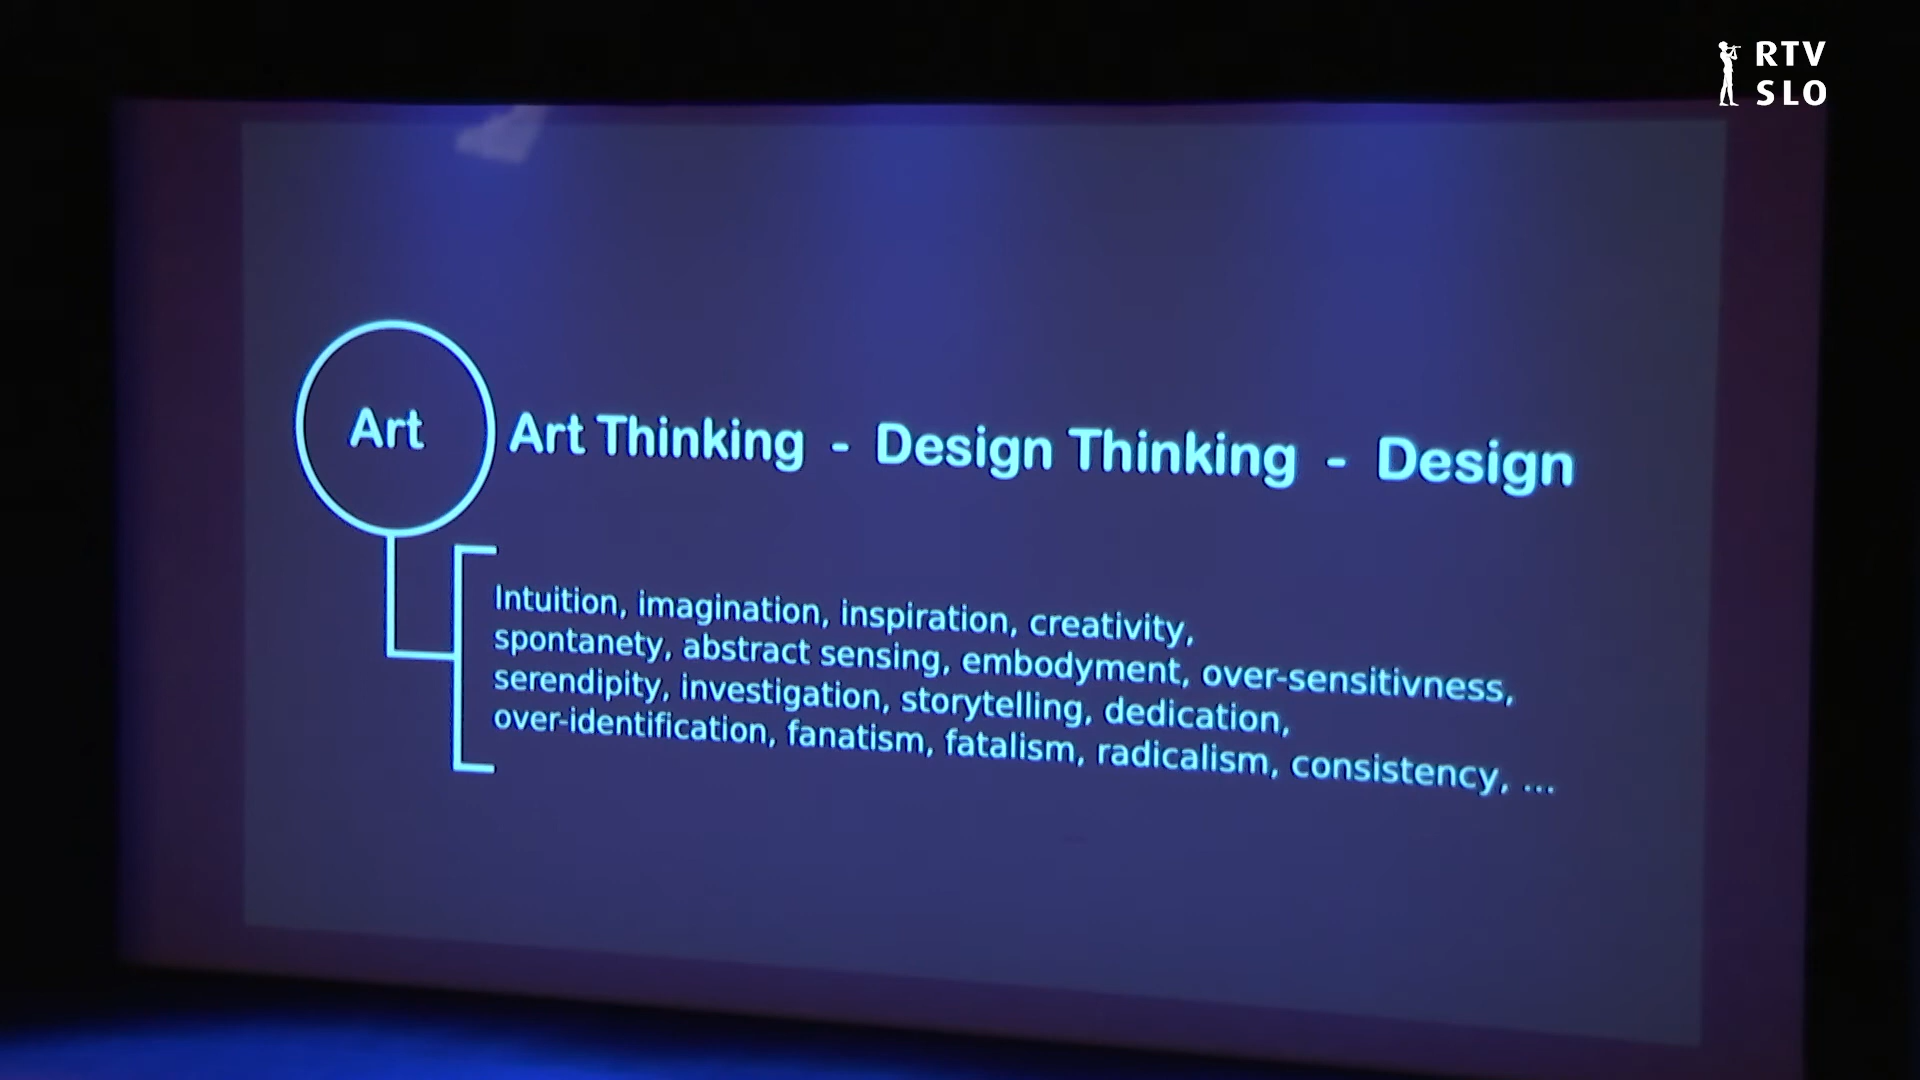 RTV
SLO
Art
Art Thinking - Design Thinking - Design
Intuition, imagination, inspiration, creativity,
spontanety, abstract sensing, embodyment, over-sensitivness,
serendipity, investigation, storytelling, dedication,
over-identification, fanatism, fatalism, radicalism, consistency, ...